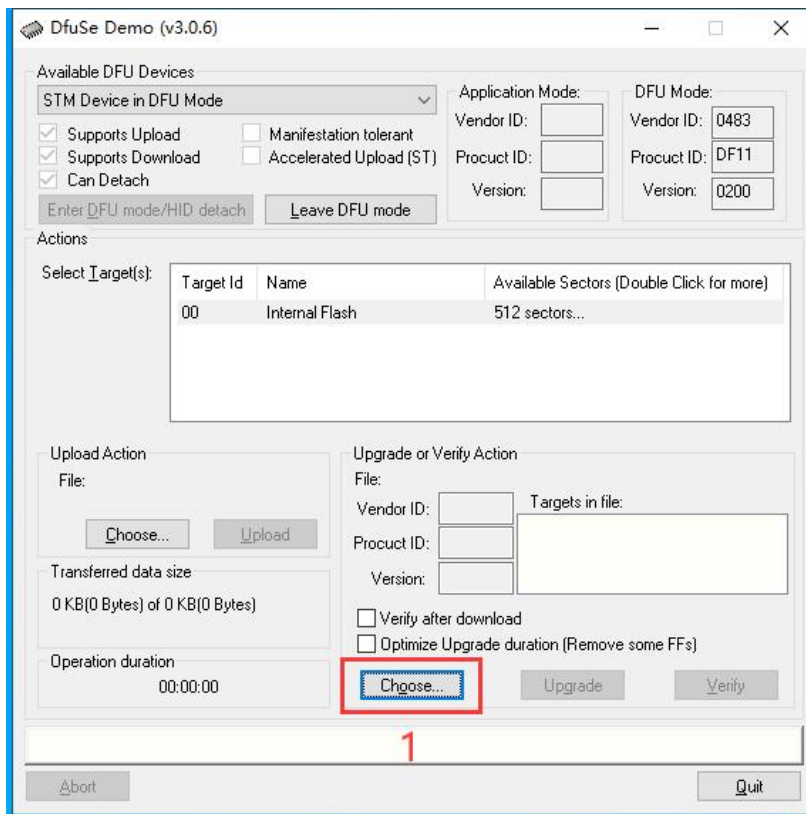 DfuSe Demo (v3.0.6)
Available DFU Devices
STM Device in DFU Mode
Supports Upload
Manifestation tolerant
Supports Download
Accelerated Upload (ST)
Can Detach
Enter DFU mode/HID detach
Leave DFU mode
Application Mode:
Vendor ID:
Procuct ID:
Version:
DFU Mode:
Vendor ID: 0483
Procuct ID: DF11
Version: 0200
Actions
Select Target(s):
Target Id Name Available Sectors (Double Click for more)
00 Internal Flash 512 sectors...
Upload Action
File:
Choose... Upload
Transferred data size
0 KB(0 Bytes) of 0 KB(0 Bytes)
Operation duration
00:00:00
Upgrade or Verify Action
File:
Vendor ID:
Procuct ID:
Version:
Targets in file:
Verify after download
Optimize Upgrade duration (Remove some FFs)
Choose... Upgrade Verify
1
Abort Quit